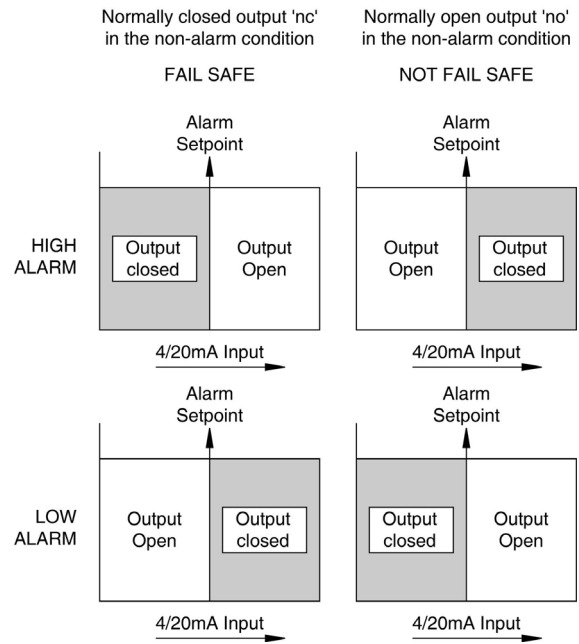 Normally closed output 'nc'
in the non-alarm condition
FAIL SAFE
Normally open output 'no'
in the non-alarm condition
NOT FAIL SAFE
Alarm
Setpoint
Alarm
Setpoint
HIGH
ALARM
Output
closed
Output
Open
Output
Open
Output
closed
4/20mA Input
4/20mA Input
Alarm
Setpoint
Alarm
Setpoint
LOW
ALARM
Output
Open
Output
closed
Output
closed
Output
Open
4/20mA Input
4/20mA Input